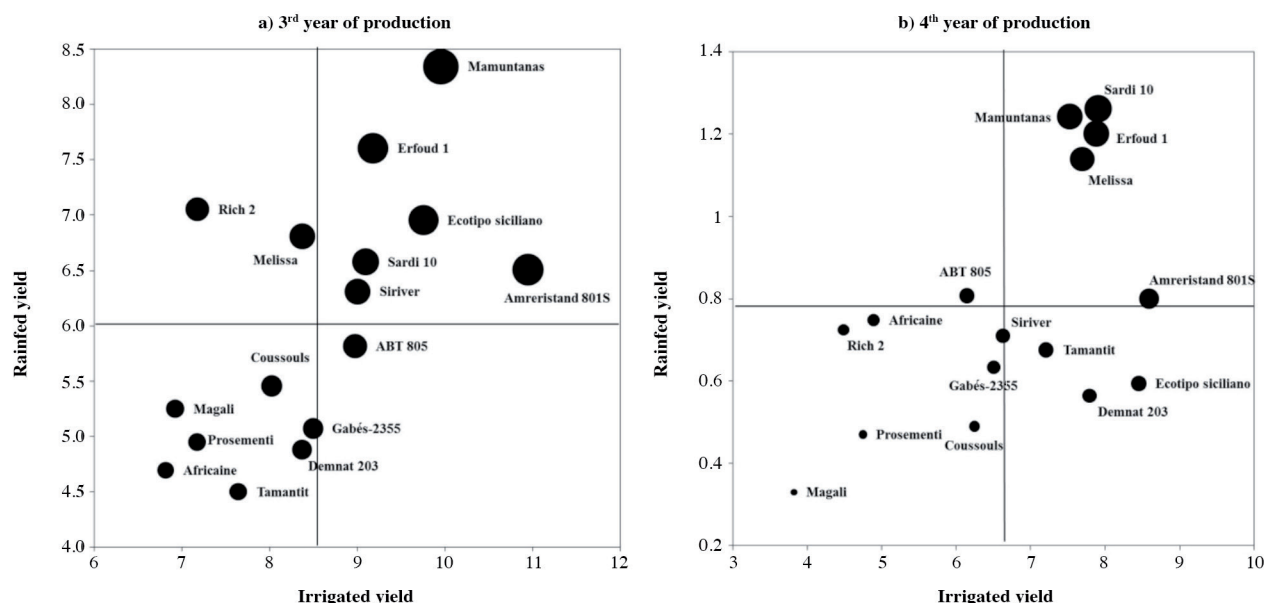 a) 3rd year of production
8.5
8.0
7.5
7.0
6.5
6.0
5.5
5.0
4.5
4.0
Rainfed yield
Mamuntanas
Erfoud 1
Rich 2
Ecotipo siciliano
Melissa
Sardi 10
Siriver
Amreristand 801S
ABT 805
Coussouls
Magali
Gabés-2355
Prosementi
Demnat 203
Africaine
Tamantit
6 7 8 9 10 11 12
Irrigated yield
b) 4th year of production
1.4
1.2
1
0.8
0.6
0.4
0.2
Rainfed yield
Sardi 10
Mamuntanas
Erfoud 1
Melissa
ABT 805
Amreristand 801S
Africaine
Siriver
Rich 2
Tamantit
Gabés-2355
Ecotipo siciliano
Demnat 203
Prosementi
Coussouls
Magali
3 4 5 6 7 8 9 10
Irrigated yield